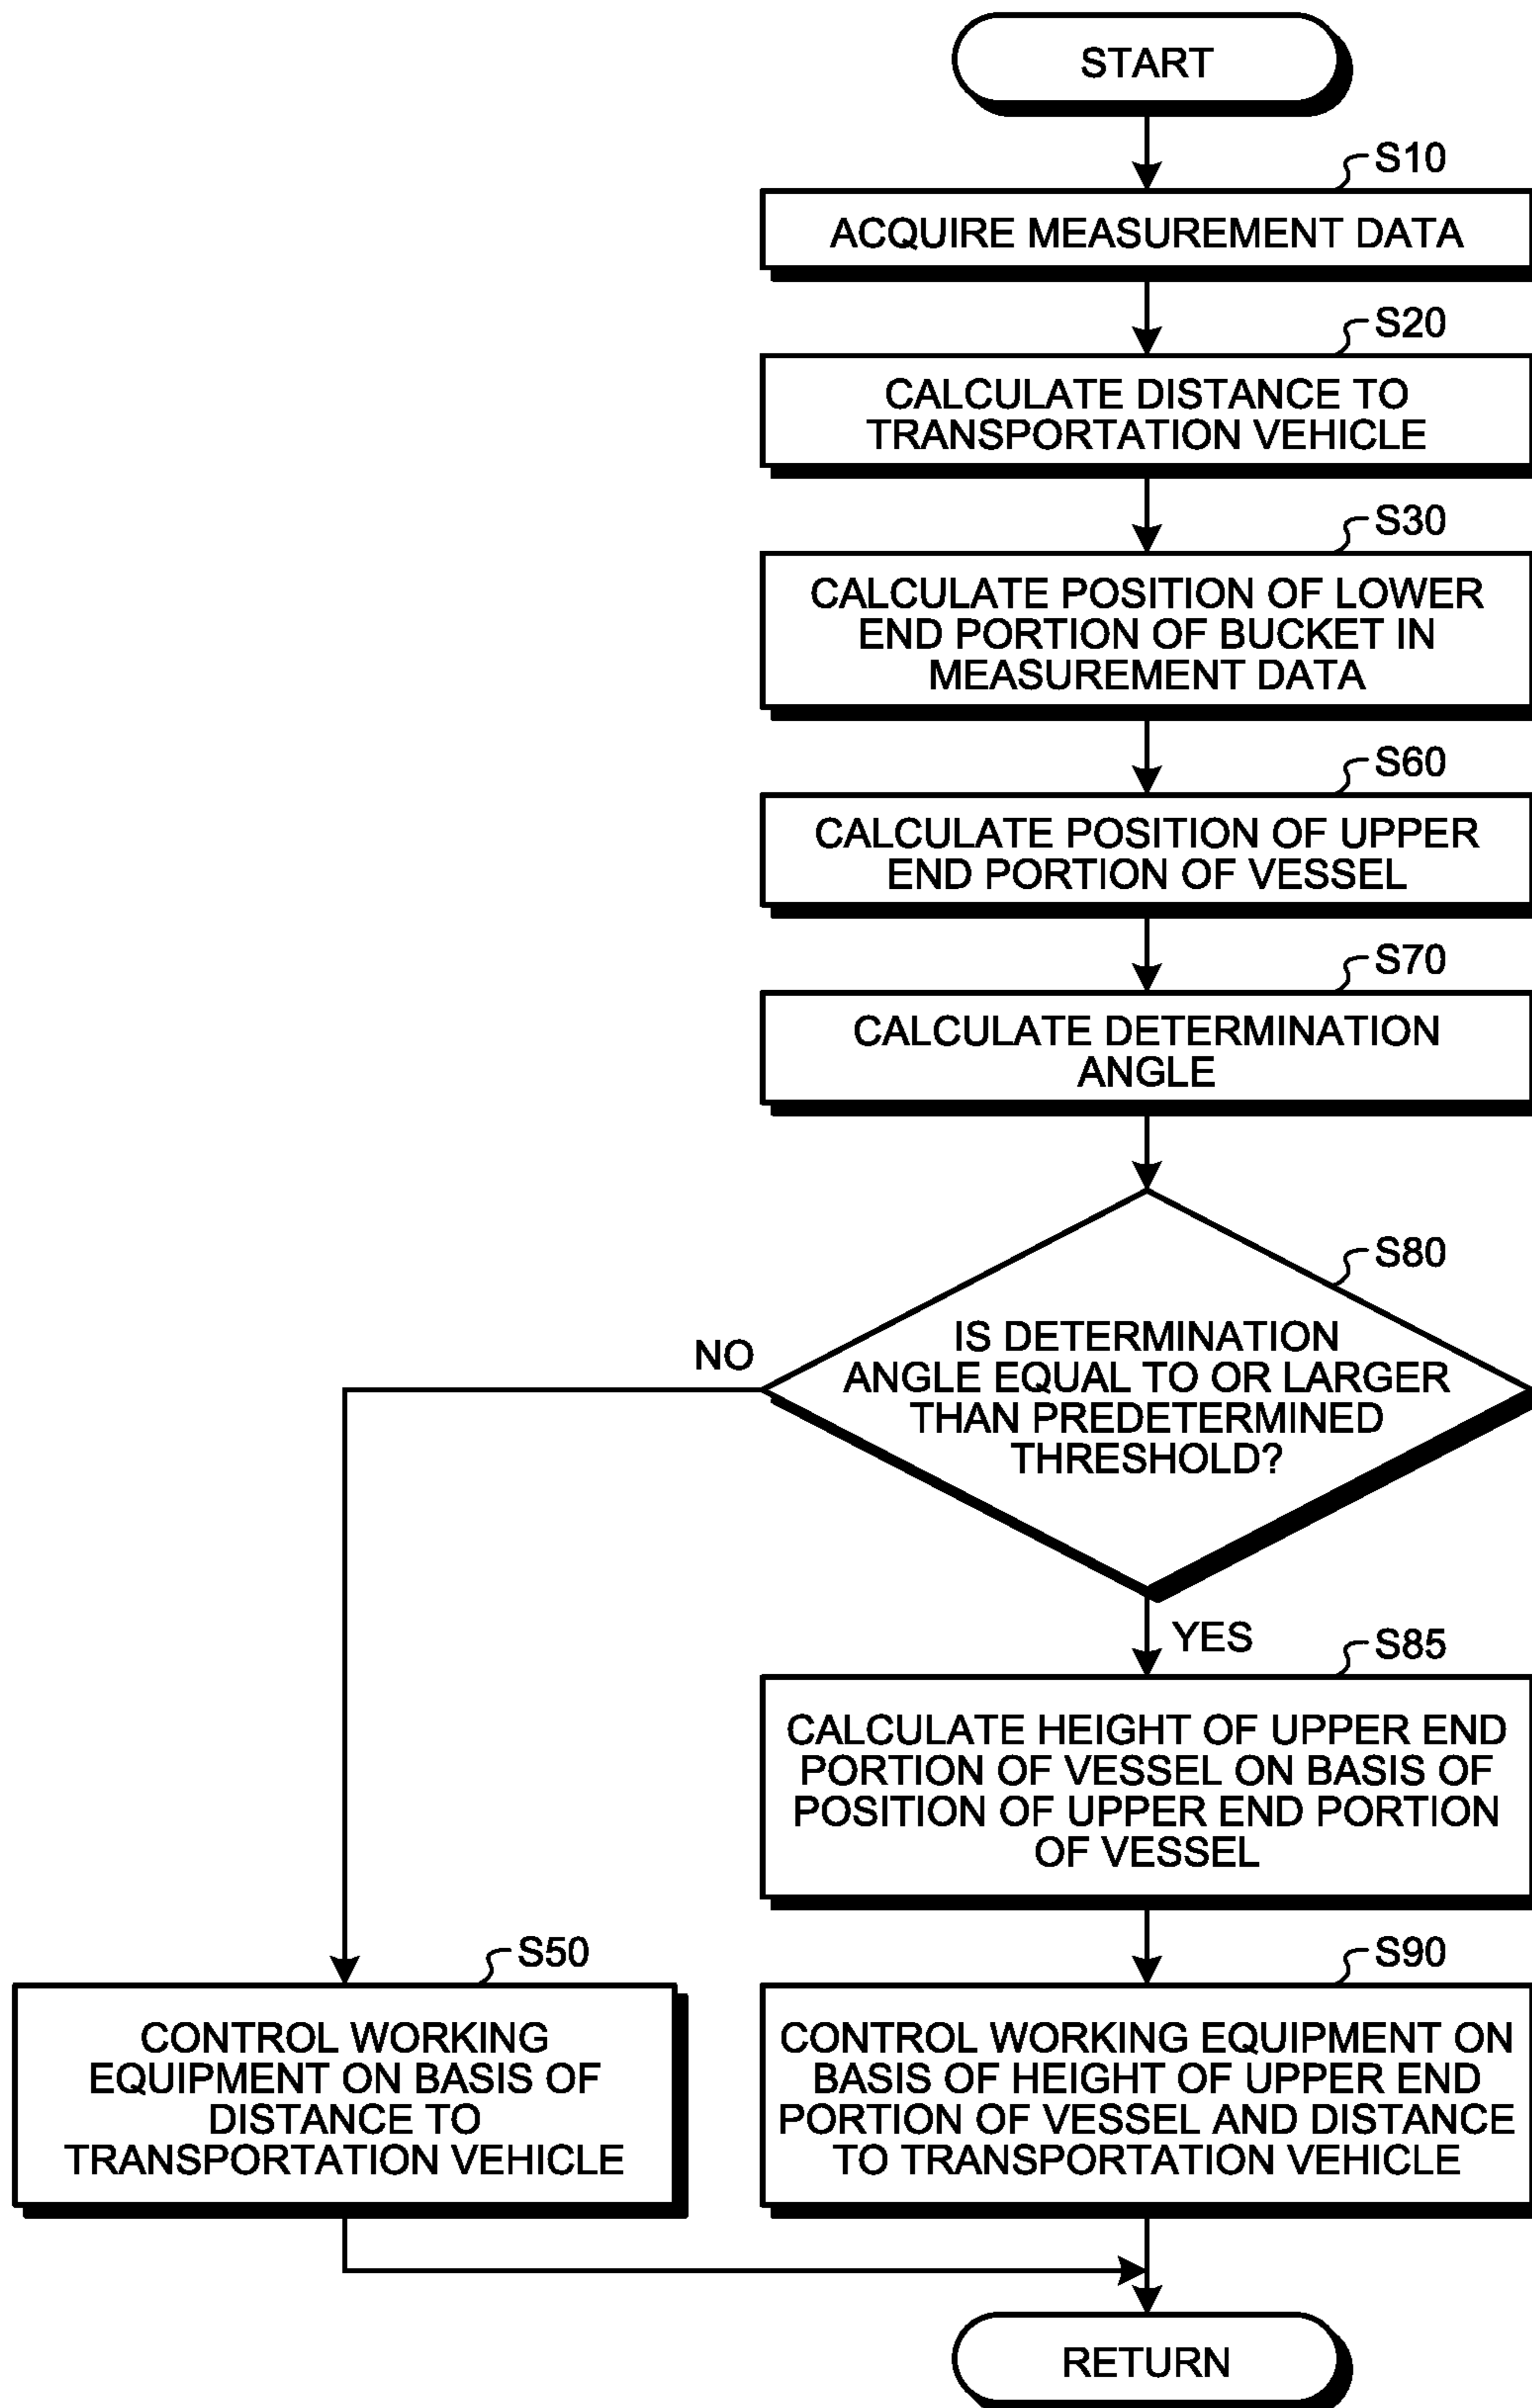 START
S10
ACQUIRE MEASUREMENT DATA
S20
CALCULATE DISTANCE TO
TRANSPORTATION VEHICLE
S30
CALCULATE POSITION OF LOWER
END PORTION OF BUCKET IN
MEASUREMENT DATA
S60
CALCULATE POSITION OF UPPER
END PORTION OF VESSEL
S70
CALCULATE DETERMINATION
ANGLE
S80
IS DETERMINATION
ANGLE EQUAL TO OR LARGER
THAN PREDETERMINED
THRESHOLD?
NO
YES
S85
CALCULATE HEIGHT OF UPPER END
PORTION OF VESSEL ON BASIS OF
POSITION OF UPPER END PORTION
OF VESSEL
S50
CONTROL WORKING
EQUIPMENT ON BASIS OF
DISTANCE TO
TRANSPORTATION VEHICLE
S90
CONTROL WORKING EQUIPMENT ON
BASIS OF HEIGHT OF UPPER END
PORTION OF VESSEL AND DISTANCE
TO TRANSPORTATION VEHICLE
RETURN